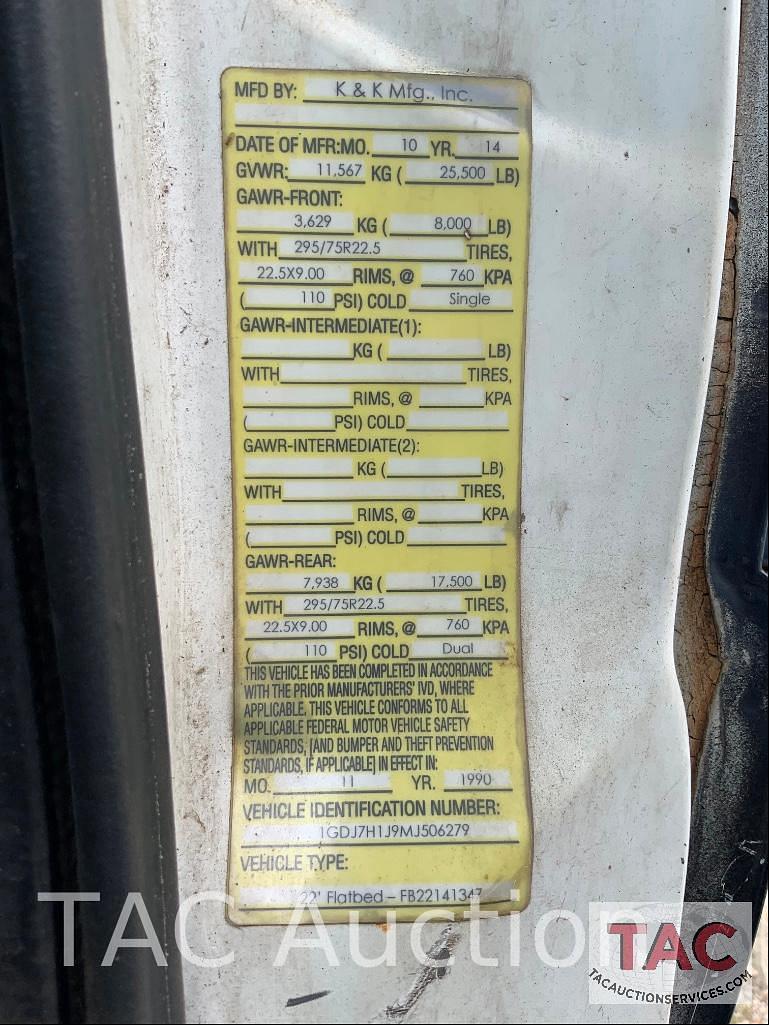 MFD BY: K & K Mfg., Inc.
DATE OF MFR:MO. 10 YR. 14
GVWR: 11,567 KG ( 25,500 LB)
GAWR-FRONT:
3,629 KG ( 8,000 LB)
WITH 295/75R22.5 TIRES,
22.5X9.00 RIMS, @ 760 KPA
( 110 PSI) COLD Single
GAWR-INTERMEDIATE(1):
KG ( LB)
WITH TIRES,
RIMS, @ KPA
( PSI) COLD
GAWR-INTERMEDIATE(2):
KG ( LB)
WITH TIRES,
RIMS, @ KPA
( PSI) COLD
GAWR-REAR:
7,938 KG ( 17,500 LB)
WITH 295/75R22.5 TIRES,
22.5X9.00 RIMS, @ 760 KPA
( 110 PSI) COLD Dual
THIS VEHICLE HAS BEEN COMPLETED IN ACCORDANCE
WITH THE PRIOR MANUFACTURERS' IVD, WHERE
APPLICABLE. THIS VEHICLE CONFORMS TO ALL
APPLICABLE FEDERAL MOTOR VEHICLE SAFETY
STANDARDS, [AND BUMPER AND THEFT PREVENTION
STANDARDS, IF APPLICABLE] IN EFFECT IN:
MO. 11 YR. 1990
VEHICLE IDENTIFICATION NUMBER:
1GDJ7H1J9MJ506279
VEHICLE TYPE:
22' Flatbed – FB22141347
TAC Auction
TAC
TACAUCTIONSERVICES.COM